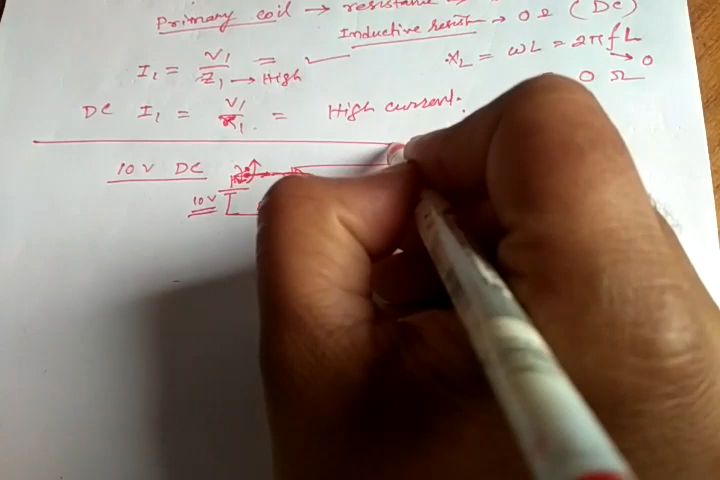 Primary coil → resistance →
Inductive resist → 0 Ω (DC)
I₁ = V₁/Z₁ → High = ✓
X_L = ωL = 2πfL → 0
0 Ω
DC I₁ = V₁/R₁ = High current.
10 V DC
10 V